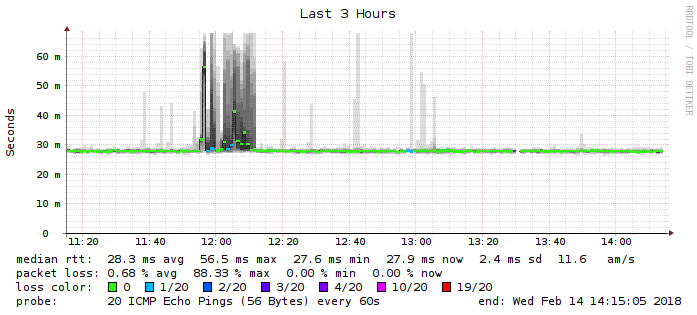 Last 3 Hours
RRDTOOL / TOBI OETIKER
Seconds
60 m
50 m
40 m
30 m
20 m
10 m
0
11:20 11:40 12:00 12:20 12:40 13:00 13:20 13:40 14:00
median rtt: 28.3 ms avg 56.5 ms max 27.6 ms min 27.9 ms now 2.4 ms sd 11.6 am/s
packet loss: 0.68 % avg 88.33 % max 0.00 % min 0.00 % now
loss color: 0 1/20 2/20 3/20 4/20 10/20 19/20
probe: 20 ICMP Echo Pings (56 Bytes) every 60s end: Wed Feb 14 14:15:05 2018